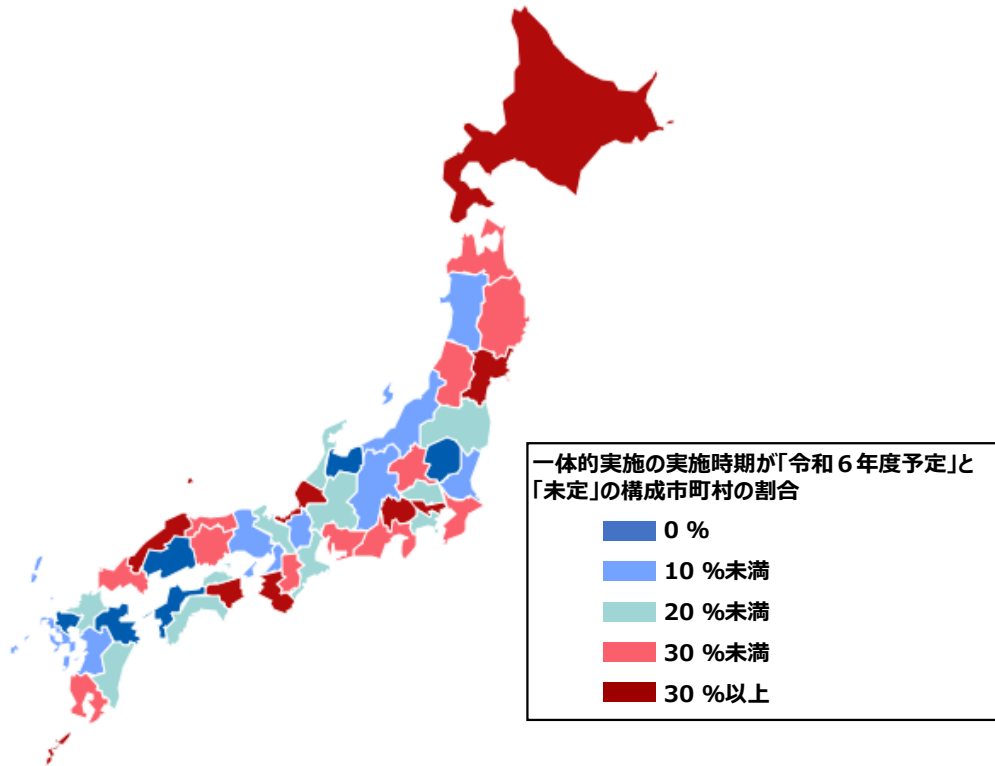 一体的実施の実施時期が｢令和６年度予定｣と
｢未定｣の構成市町村の割合
0 %
10 %未満
20 %未満
30 %未満
30 %以上